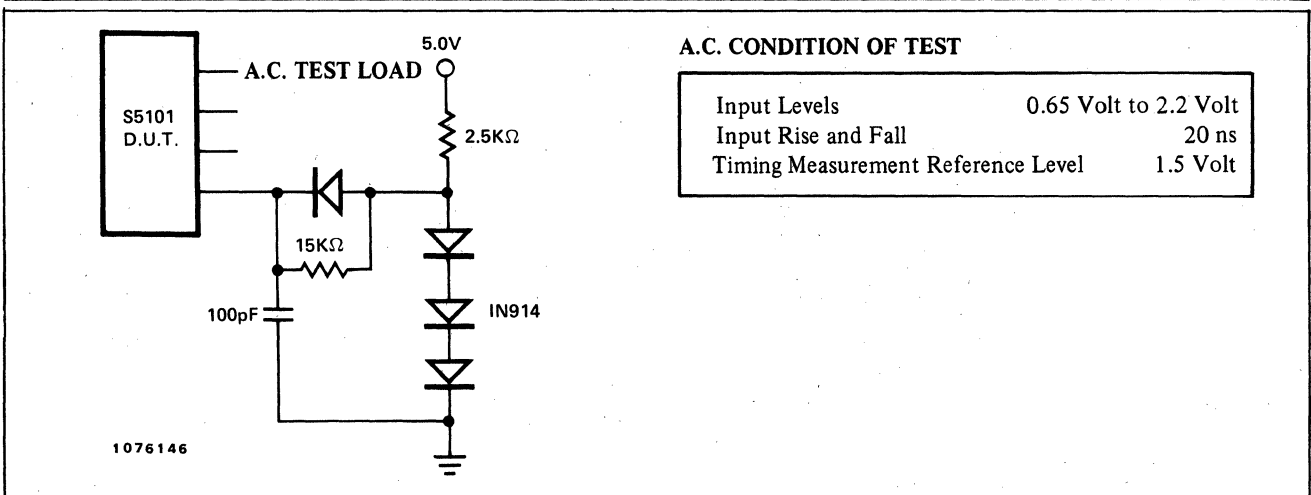 5.0V
A.C. TEST LOAD
S5101
D.U.T.
2.5KΩ
15KΩ
100pF
IN914
1076146
A.C. CONDITION OF TEST
Input Levels 0.65 Volt to 2.2 Volt
Input Rise and Fall 20 ns
Timing Measurement Reference Level 1.5 Volt